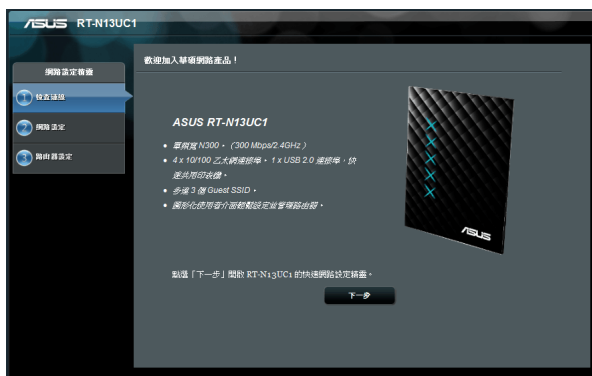 ASUS RT-N13UC1
網路設定精靈
1 檢查連線
2 網路設定
3 路由器設定
歡迎加入華碩網路產品！
ASUS RT-N13UC1
• 單頻寬 N300，（300 Mbps/2.4GHz）
• 4 x 10/100 乙太網連接埠，1 x USB 2.0 連接埠，快
速共用印表機。
• 多達 3 個 Guest SSID。
• 圖形化使用者介面輕鬆設定並管理路由器。
ASUS
點選「下一步」開啟 RT-N13UC1 的快速網路設定精靈。
下一步